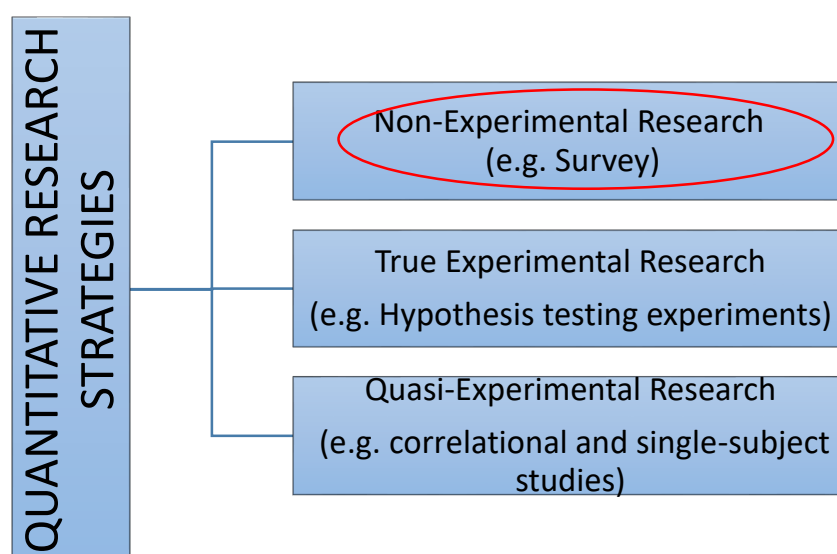 QUANTITATIVE RESEARCH
STRATEGIES
Non-Experimental Research
(e.g. Survey)
True Experimental Research
(e.g. Hypothesis testing experiments)
Quasi-Experimental Research
(e.g. correlational and single-subject
studies)